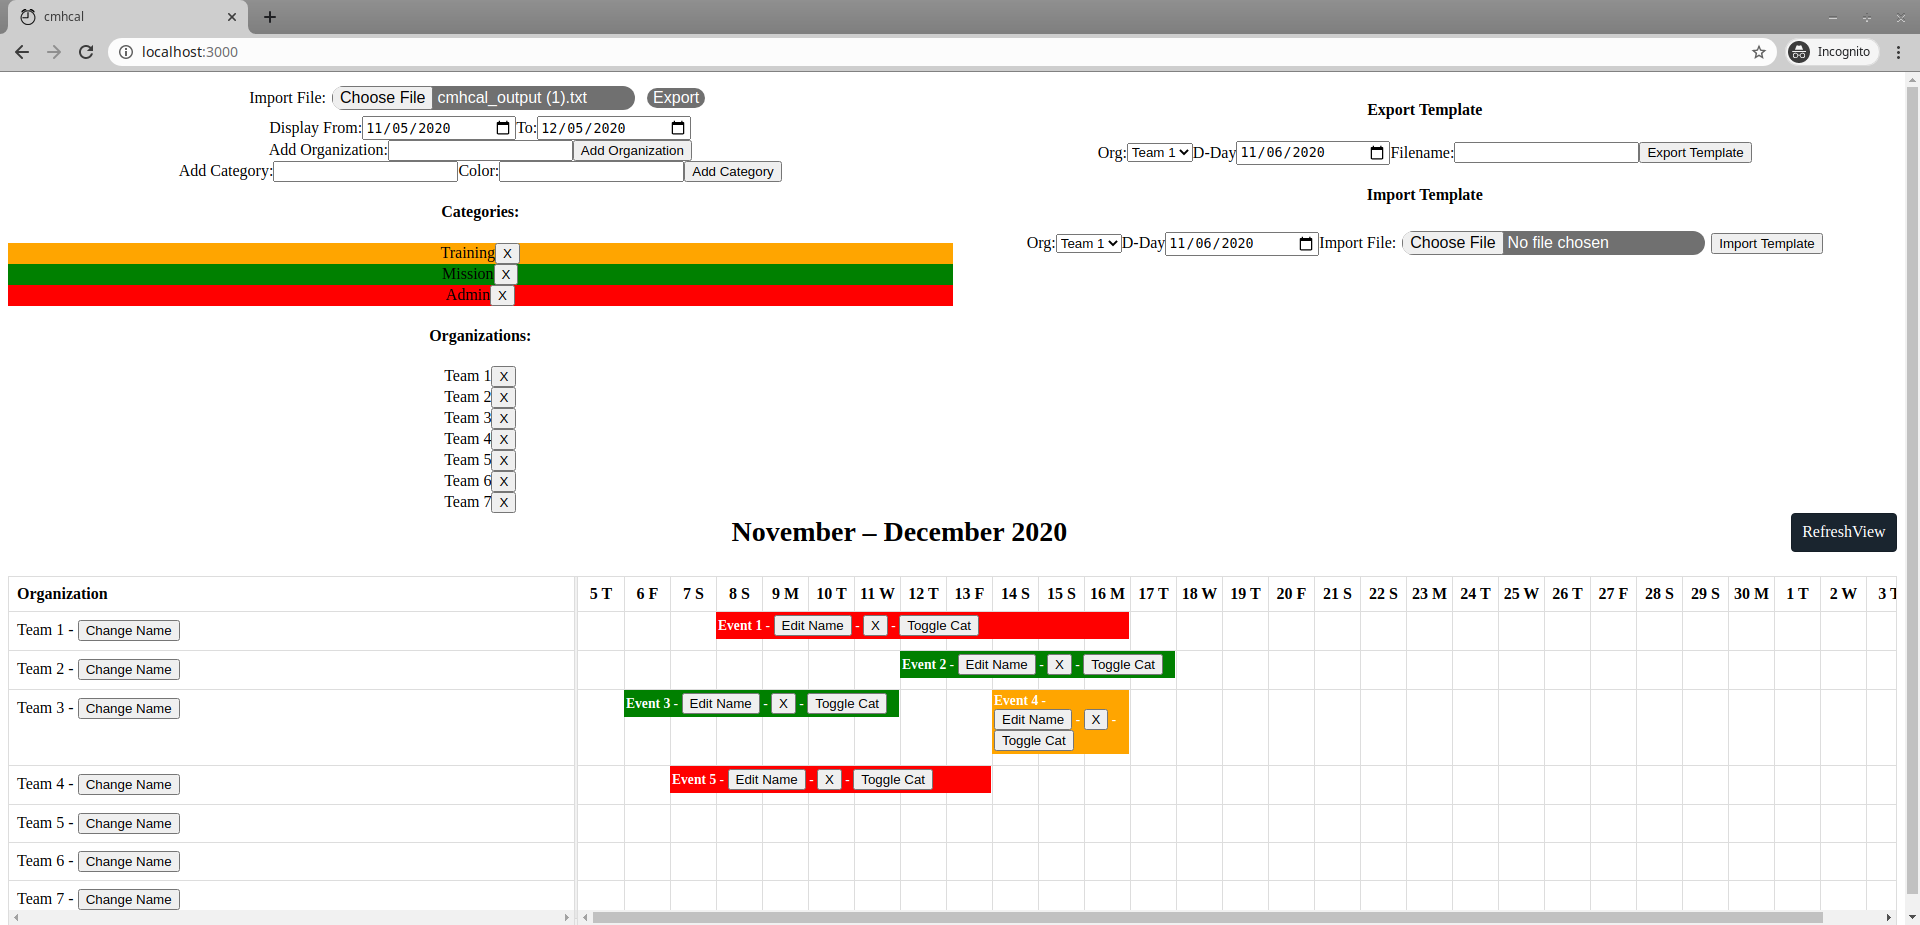 cmhcal
localhost:3000
Incognito
Import File: Choose File cmhcal_output (1).txt Export
Display From: 11/05/2020 To: 12/05/2020
Add Organization: Add Organization
Add Category: Color: Add Category
Categories:
Training X
Mission X
Admin X
Organizations:
Team 1 X
Team 2 X
Team 3 X
Team 4 X
Team 5 X
Team 6 X
Team 7 X
Export Template
Org: Team 1 D-Day 11/06/2020 Filename: Export Template
Import Template
Org: Team 1 D-Day 11/06/2020 Import File: Choose File No file chosen Import Template
November – December 2020
RefreshView
Organization 5 T 6 F 7 S 8 S 9 M 10 T 11 W 12 T 13 F 14 S 15 S 16 M 17 T 18 W 19 T 20 F 21 S 22 S 23 M 24 T 25 W 26 T 27 F 28 S 29 S 30 M 1 T 2 W 3 T
Team 1 - Change Name Event 1 - Edit Name - X - Toggle Cat
Team 2 - Change Name Event 2 - Edit Name - X - Toggle Cat
Team 3 - Change Name Event 3 - Edit Name - X - Toggle Cat
Event 4 -
Edit Name - X -
Toggle Cat
Team 4 - Change Name Event 5 - Edit Name - X - Toggle Cat
Team 5 - Change Name
Team 6 - Change Name
Team 7 - Change Name